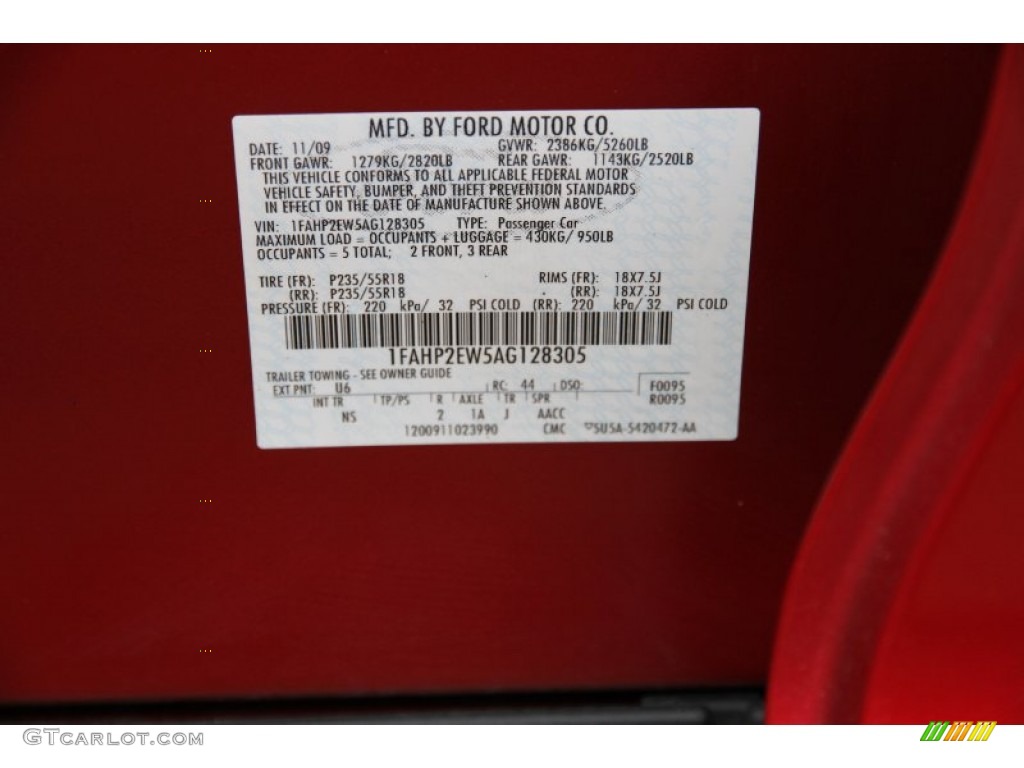 MFD. BY FORD MOTOR CO.
DATE: 11/09 GVWR: 2386KG/5260LB
FRONT GAWR: 1279KG/2820LB REAR GAWR: 1143KG/2520LB
THIS VEHICLE CONFORMS TO ALL APPLICABLE FEDERAL MOTOR
VEHICLE SAFETY, BUMPER, AND THEFT PREVENTION STANDARDS
IN EFFECT ON THE DATE OF MANUFACTURE SHOWN ABOVE.
VIN: 1FAHP2EW5AG128305 TYPE: Passenger Car
MAXIMUM LOAD = OCCUPANTS + LUGGAGE = 430KG/ 950LB
OCCUPANTS = 5 TOTAL; 2 FRONT, 3 REAR
TIRE (FR): P235/55R18 RIMS (FR): 18X7.5J
(RR): P235/55R18 (RR): 18X7.5J
PRESSURE (FR): 220 kPa/ 32 PSI COLD (RR): 220 kPa/ 32 PSI COLD
1FAHP2EW5AG128305
TRAILER TOWING - SEE OWNER GUIDE
EXT PNT: U6 RC: 44 DSO: F0095
INT TR TP/PS R AXLE TR SPR R0095
NS 2 1A J AACC
1200911023990 CMC 5U5A-5420472-AA
GTcarlot.com